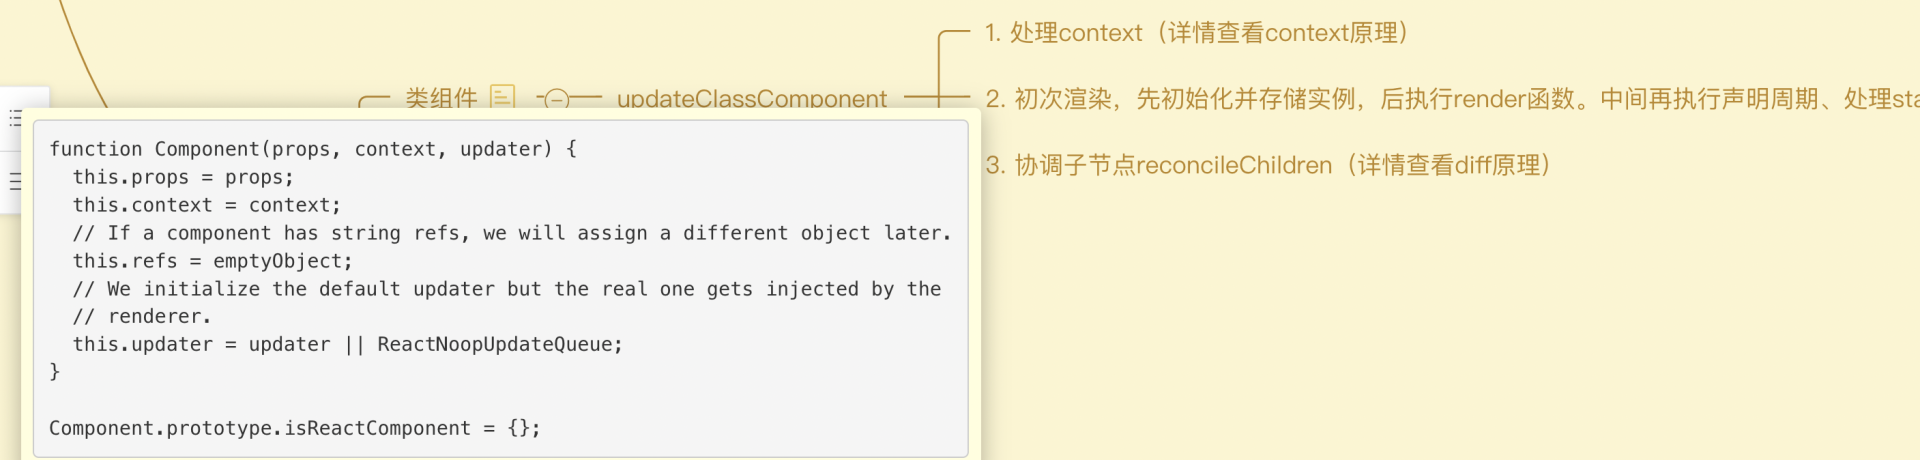 1. 处理context（详情查看context原理）
类组件
updateClassComponent
2. 初次渲染，先初始化并存储实例，后执行render函数。中间再执行声明周期、处理sta
3. 协调子节点reconcileChildren（详情查看diff原理）
function Component(props, context, updater) {
  this.props = props;
  this.context = context;
  // If a component has string refs, we will assign a different object later.
  this.refs = emptyObject;
  // We initialize the default updater but the real one gets injected by the
  // renderer.
  this.updater = updater || ReactNoopUpdateQueue;
}
Component.prototype.isReactComponent = {};